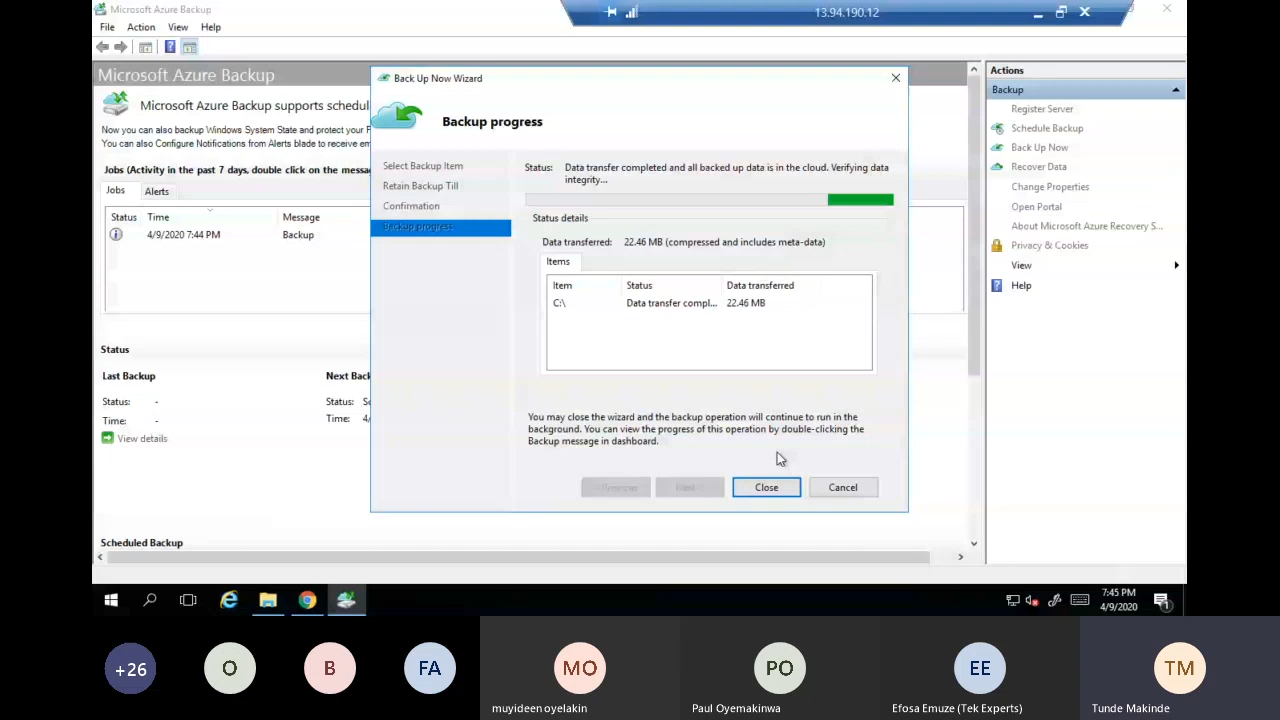 Microsoft Azure Backup
13.94.190.12
File Action View Help
Microsoft Azure Backup
Microsoft Azure Backup supports schedul
Now you can also backup Windows System State and protect your P
You can also Configure Notifications from Alerts blade to receive em
Jobs (Activity in the past 7 days, double click on the messa
Jobs Alerts
Status Time Message
4/9/2020 7:44 PM Backup
Status
Last Backup Next Back
Status: - Status: Sc
Time: - Time: 4/
View details
Scheduled Backup
Back Up Now Wizard
Backup progress
Select Backup Item
Retain Backup Till
Confirmation
Backup progress
Status: Data transfer completed and all backed up data is in the cloud. Verifying data
integrity...
Status details
Data transferred: 22.46 MB (compressed and includes meta-data)
Items
Item Status Data transferred
C:\ Data transfer compl... 22.46 MB
You may close the wizard and the backup operation will continue to run in the
background. You can view the progress of this operation by double-clicking the
Backup message in dashboard.
Close Cancel
Actions
Backup
Register Server
Schedule Backup
Back Up Now
Recover Data
Change Properties
Open Portal
About Microsoft Azure Recovery S...
Privacy & Cookies
View
Help
7:45 PM
4/9/2020
1
+26
O
B
FA
MO
muyideen oyelakin
PO
Paul Oyemakinwa
EE
Efosa Emuze (Tek Experts)
TM
Tunde Makinde